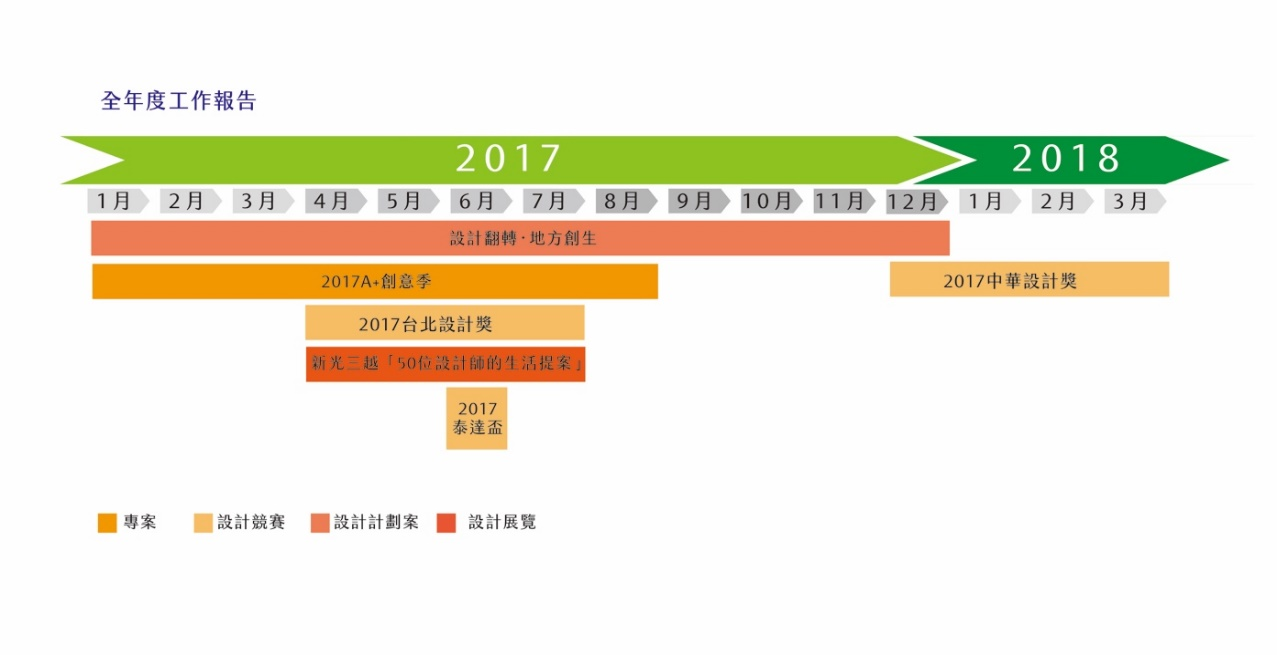 全年度工作報告
2017 2018
1月 2月 3月 4月 5月 6月 7月 8月 9月 10月 11月 12月 1月 2月 3月
設計翻轉·地方創生
2017A+創意季 2017中華設計獎
2017台北設計獎
新光三越「50位設計師的生活提案」
2017
泰達盃
專案 設計競賽 設計計劃案 設計展覽